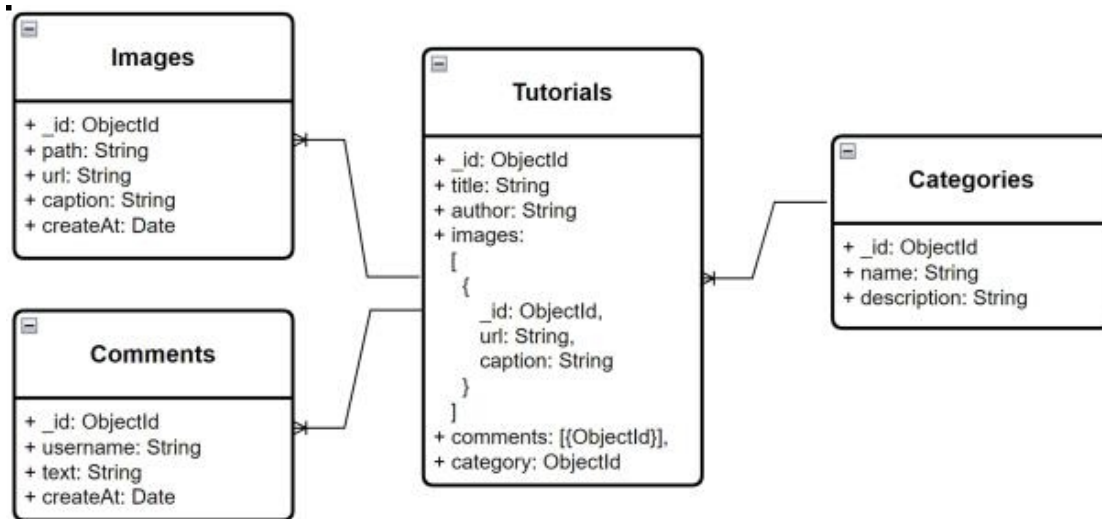 Images
+ _id: ObjectId
+ path: String
+ url: String
+ caption: String
+ createAt: Date
Comments
+ _id: ObjectId
+ username: String
+ text: String
+ createAt: Date
Tutorials
+ _id: ObjectId
+ title: String
+ author: String
+ images:
[
{
_id: ObjectId,
url: String,
caption: String
}
]
+ comments: [{ObjectId}],
+ category: ObjectId
Categories
+ _id: ObjectId
+ name: String
+ description: String